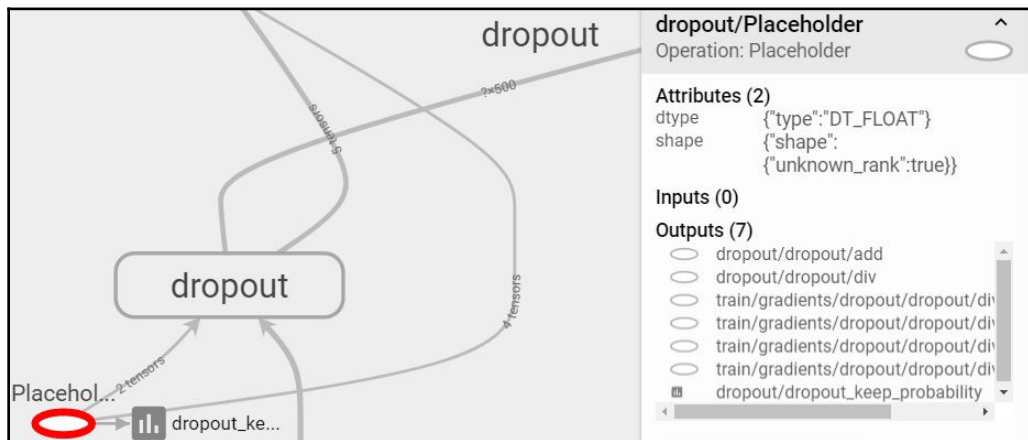 dropout
?×500
5 tensors
dropout
4 tensors
2 tensors
Placehol...
dropout_ke...
dropout/Placeholder
Operation: Placeholder
Attributes (2)
dtype {"type":"DT_FLOAT"}
shape {"shape":
{"unknown_rank":true}}
Inputs (0)
Outputs (7)
dropout/dropout/add
dropout/dropout/div
train/gradients/dropout/dropout/div
train/gradients/dropout/dropout/div
train/gradients/dropout/dropout/div
train/gradients/dropout/dropout/div
dropout/dropout_keep_probability